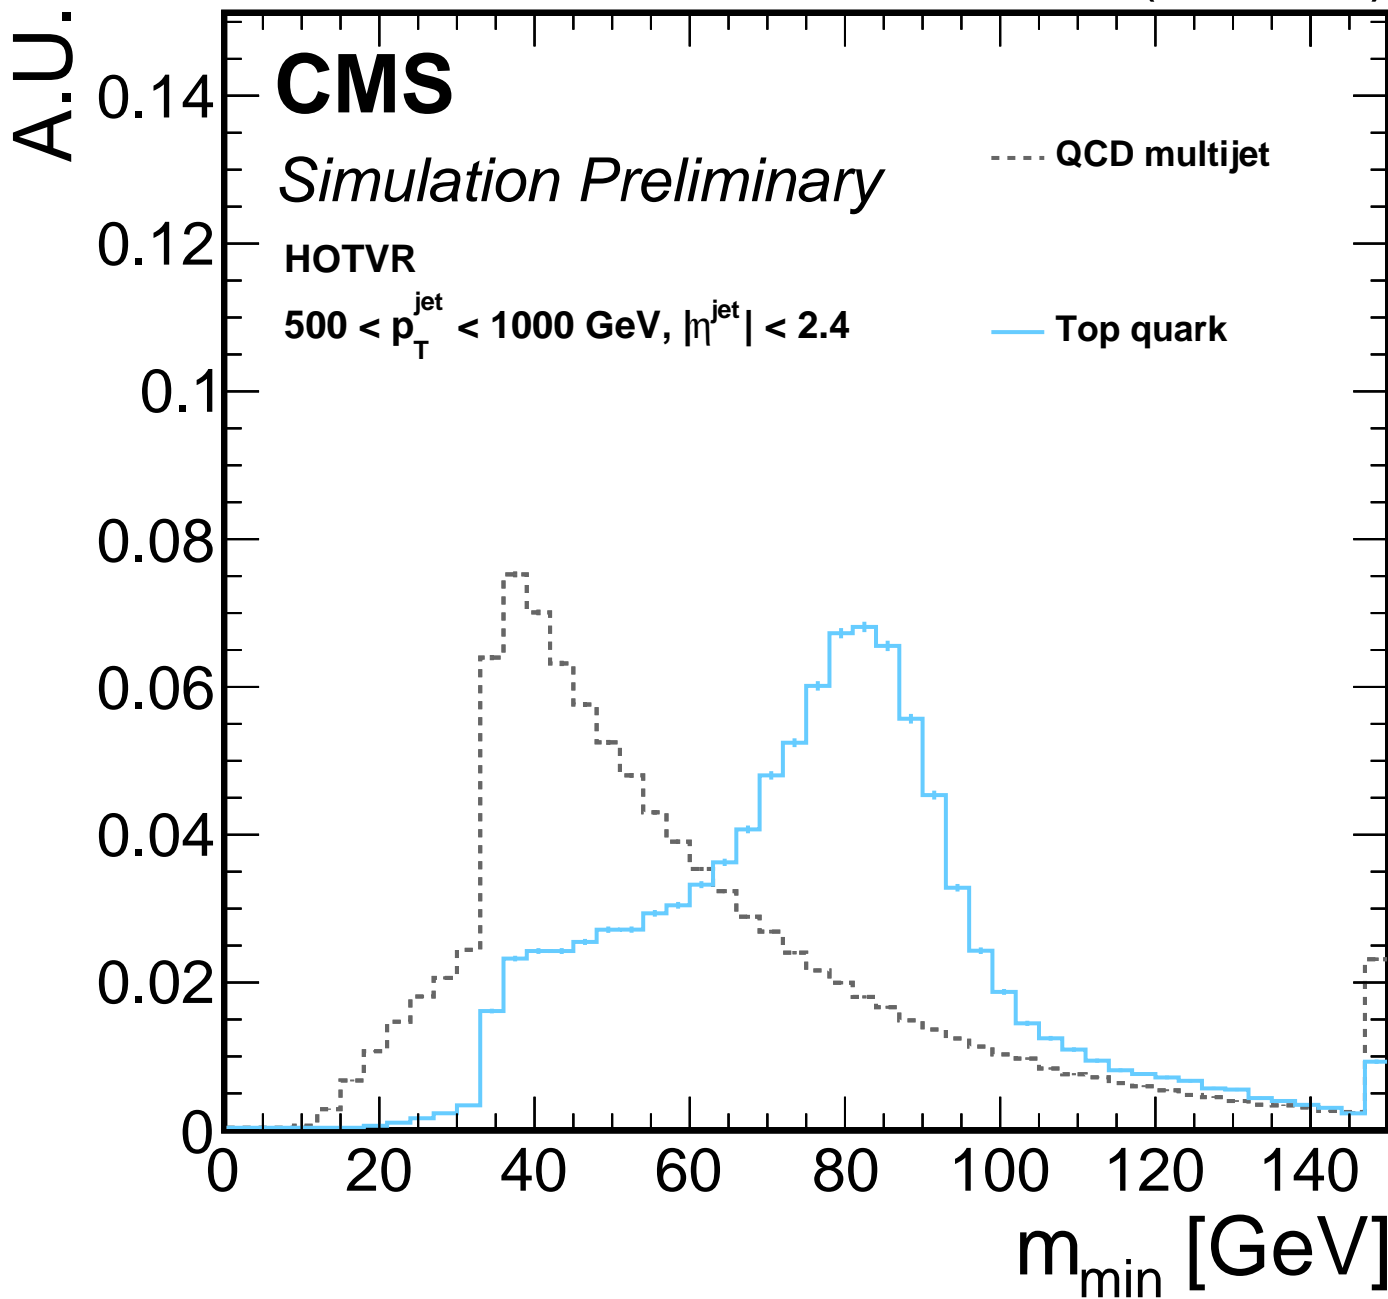 A.U.
CMS
Simulation Preliminary
HOTVR
500 < p_T^jet < 1000 GeV, |η^jet| < 2.4
QCD multijet
Top quark
0.14
0.12
0.1
0.08
0.06
0.04
0.02
0
0 20 40 60 80 100 120 140
m_min [GeV]